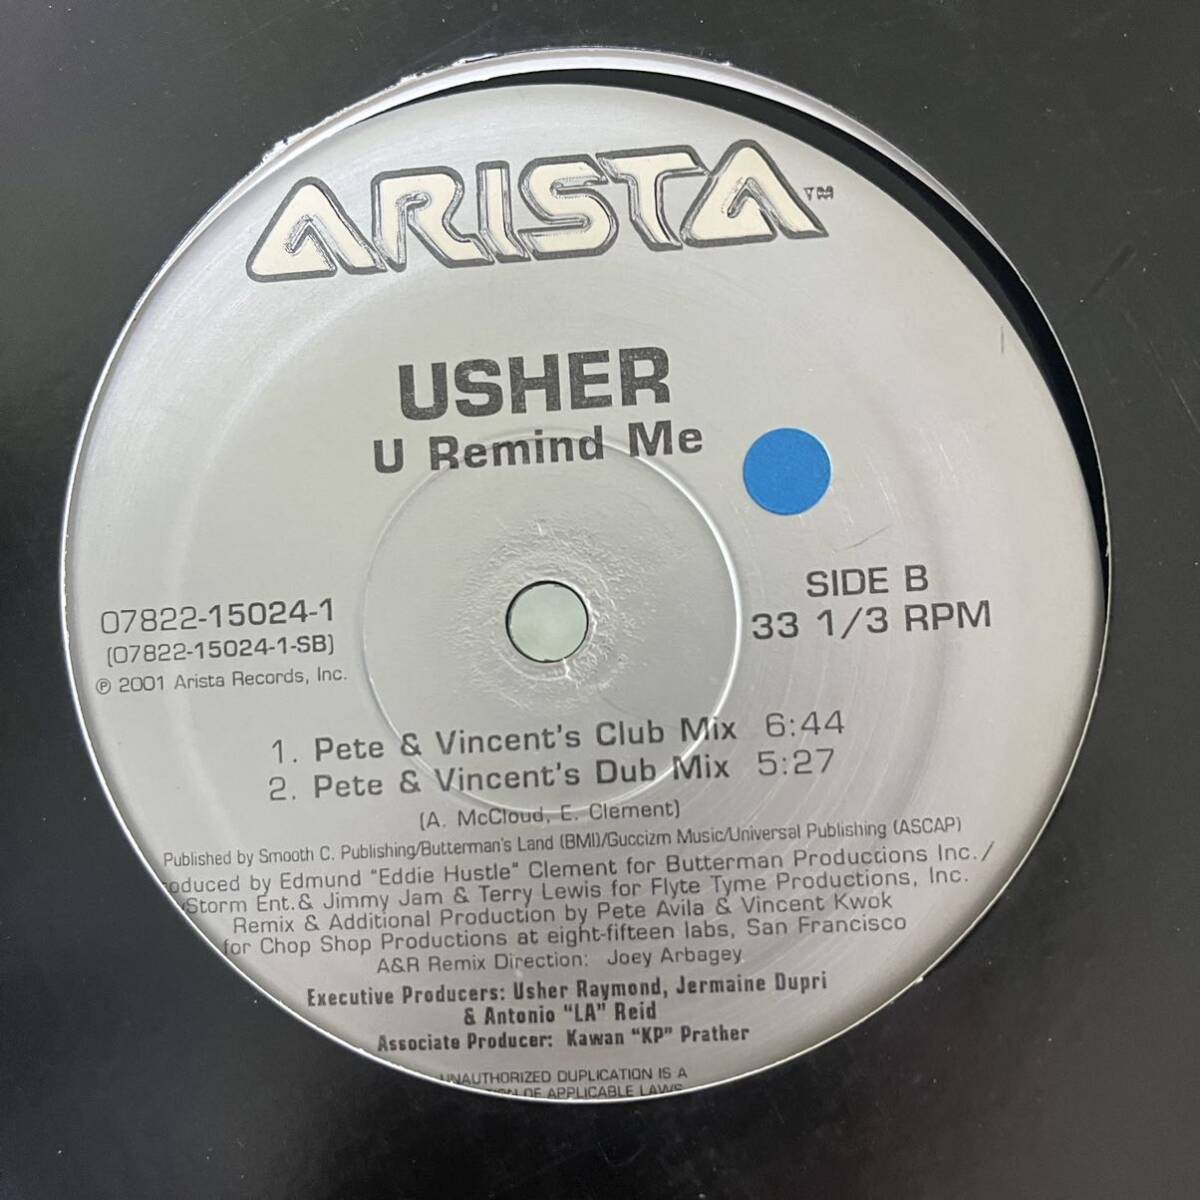 ARISTA™
USHER
U Remind Me
SIDE B
33 1/3 RPM
07822-15024-1
(07822-15024-1-SB)
℗ 2001 Arista Records, Inc.
1. Pete & Vincent's Club Mix 6:44
2. Pete & Vincent's Dub Mix 5:27
(A. McCloud, E. Clement)
Published by Smooth C. Publishing/Butterman's Land (BMI)/Guccizm Music/Universal Publishing (ASCAP)
oduced by Edmund "Eddie Hustle" Clement for Butterman Productions Inc./
Storm Ent.& Jimmy Jam & Terry Lewis for Flyte Tyme Productions, Inc.
Remix & Additional Production by Pete Avila & Vincent Kwok
for Chop Shop Productions at eight-fifteen labs, San Francisco
A&R Remix Direction: Joey Arbagey
Executive Producers: Usher Raymond, Jermaine Dupri
& Antonio "LA" Reid
Associate Producer: Kawan "KP" Prather
UNAUTHORIZED DUPLICATION IS A
OF APPLICABLE LAWS